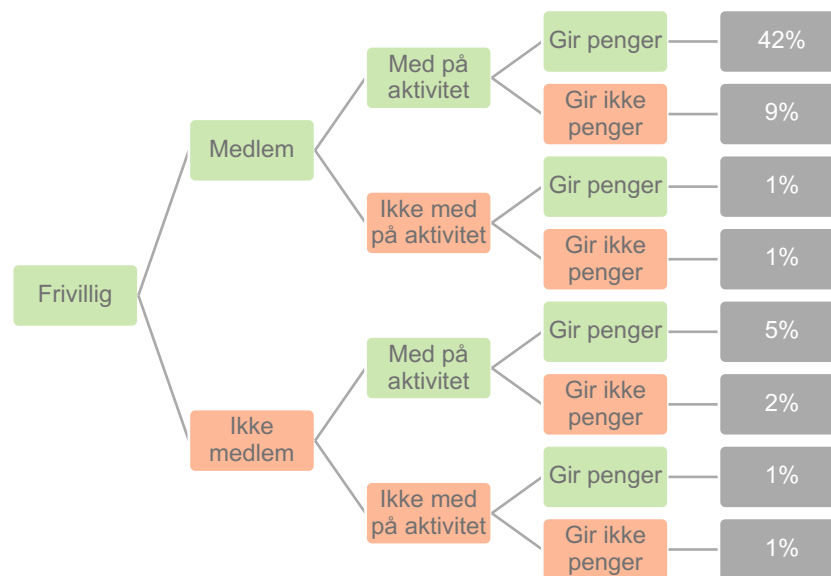 Gir penger
42%
Med på
aktivitet
Gir ikke
penger
9%
Medlem
Gir penger
1%
Ikke med
på aktivitet
Gir ikke
penger
1%
Frivillig
Gir penger
5%
Med på
aktivitet
Gir ikke
penger
2%
Ikke
medlem
Gir penger
1%
Ikke med
på aktivitet
Gir ikke
penger
1%